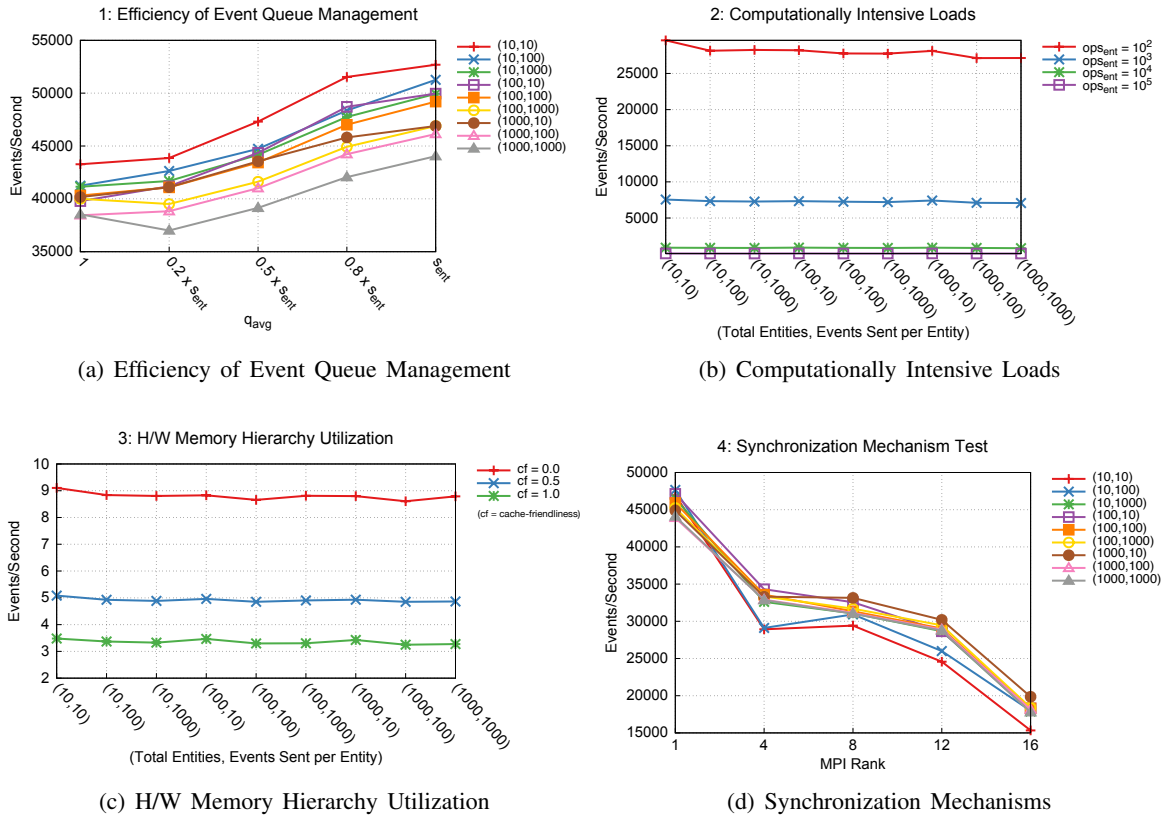 1: Efficiency of Event Queue Management
55000
50000
45000
40000
35000
Events/Second
1
0.2 x s_ent
0.5 x s_ent
0.8 x s_ent
s_ent
q_avg
(10,10)
(10,100)
(10,1000)
(100,10)
(100,100)
(100,1000)
(1000,10)
(1000,100)
(1000,1000)
(a) Efficiency of Event Queue Management
2: Computationally Intensive Loads
25000
20000
15000
10000
5000
Events/Second
(10,10)
(10,100)
(10,1000)
(100,10)
(100,100)
(100,1000)
(1000,10)
(1000,100)
(1000,1000)
(Total Entities, Events Sent per Entity)
ops_ent = 10^2
ops_ent = 10^3
ops_ent = 10^4
ops_ent = 10^5
(b) Computationally Intensive Loads
3: H/W Memory Hierarchy Utilization
10
9
8
7
6
5
4
3
2
Events/Second
(10,10)
(10,100)
(10,1000)
(100,10)
(100,100)
(100,1000)
(1000,10)
(1000,100)
(1000,1000)
(Total Entities, Events Sent per Entity)
cf = 0.0
cf = 0.5
cf = 1.0
(cf = cache-friendliness)
(c) H/W Memory Hierarchy Utilization
4: Synchronization Mechanism Test
50000
45000
40000
35000
30000
25000
20000
15000
Events/Second
1
4
8
12
16
MPI Rank
(10,10)
(10,100)
(10,1000)
(100,10)
(100,100)
(100,1000)
(1000,10)
(1000,100)
(1000,1000)
(d) Synchronization Mechanisms